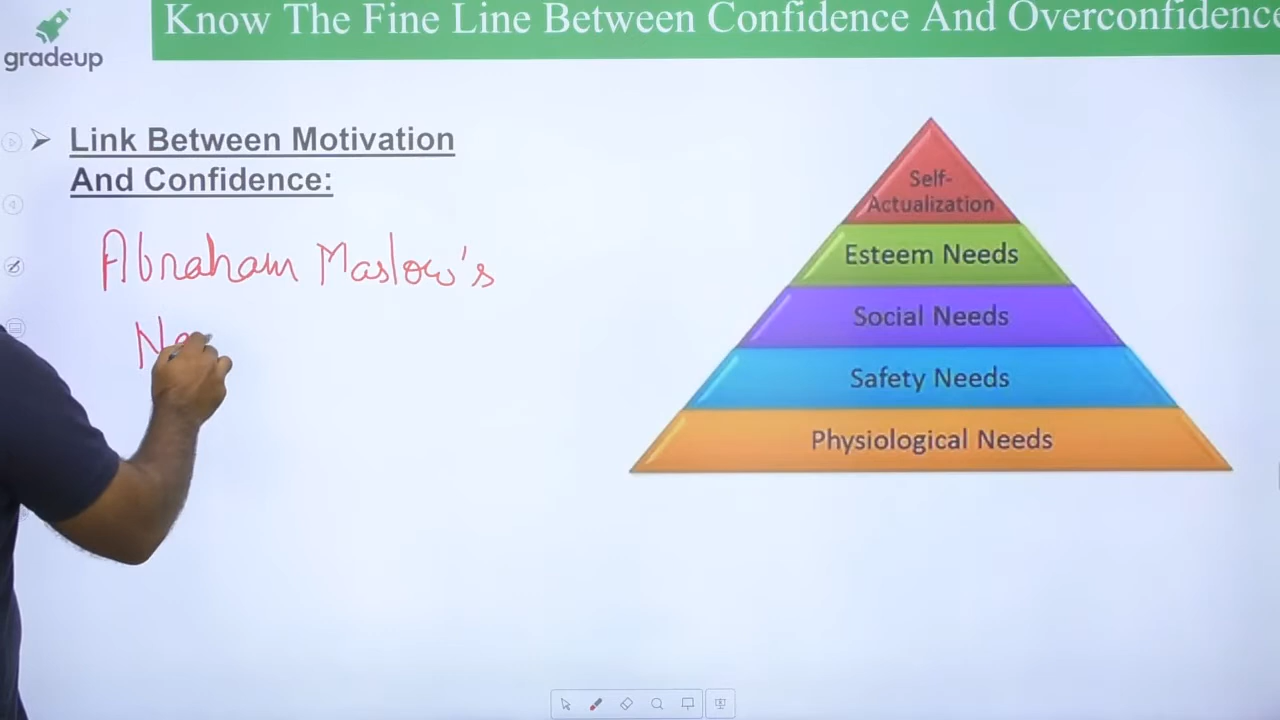 Know The Fine Line Between Confidence And Overconfidence
gradeup
Link Between Motivation
And Confidence:
Abraham Maslow's
Self-
Actualization
Esteem Needs
Social Needs
Safety Needs
Physiological Needs